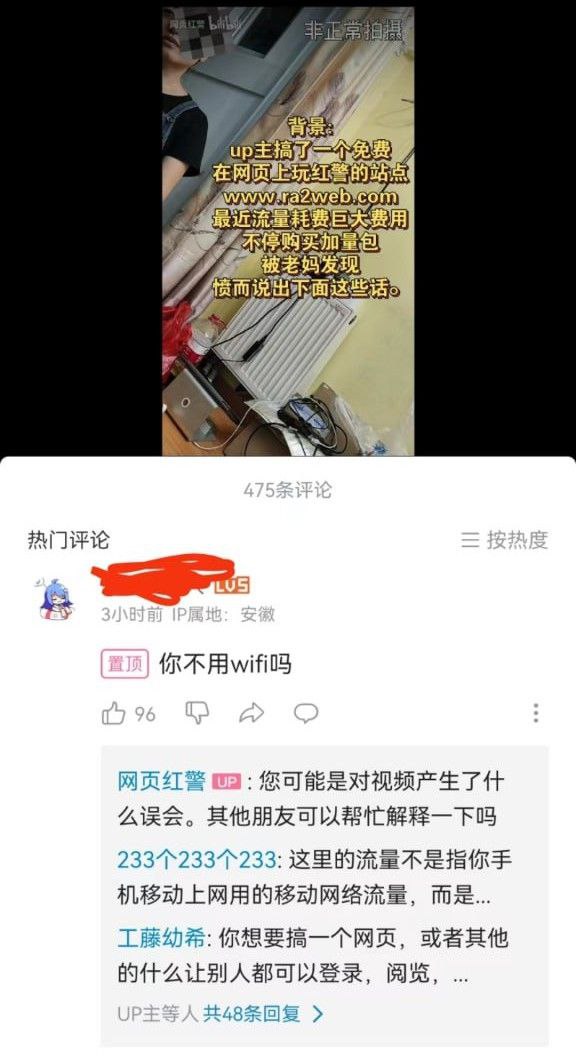 网页红警 bilibili
非正常拍摄
背景:
up主搞了一个免费
在网页上玩红警的站点
www.ra2web.com
最近流量耗费巨大费用
不停购买加量包
被老妈发现
愤而说出下面这些话。
475条评论
热门评论
按热度
LV5
3小时前 IP属地：安徽
置顶 你不用wifi吗
96
网页红警 UP : 您可能是对视频产生了什
么误会。其他朋友可以帮忙解释一下吗
233个233个233: 这里的流量不是指你手
机移动上网用的移动网络流量，而是...
工藤幼希: 你想要搞一个网页，或者其他
的什么让别人都可以登录，阅览，...
UP主等人 共48条回复